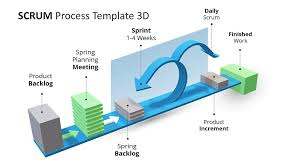 SCRUM Process Template 3D
Daily
Scrum
Sprint
1-4 Weeks
Finished
Work
Spring
Planning
Meeting
Product
Backlog
Product
Increment
Spring
Backlog